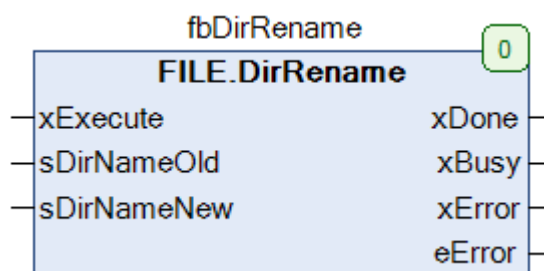 fbDirRename
0
FILE.DirRename
xExecute xDone
sDirNameOld xBusy
sDirNameNew xError
eError